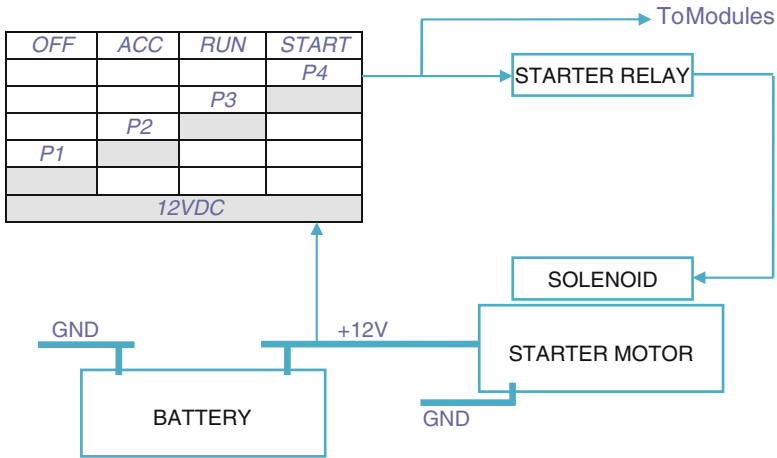 ToModules
OFF ACC RUN START
P4
STARTER RELAY
P3
P2
P1
12VDC
SOLENOID
GND
+12V
STARTER MOTOR
BATTERY
GND